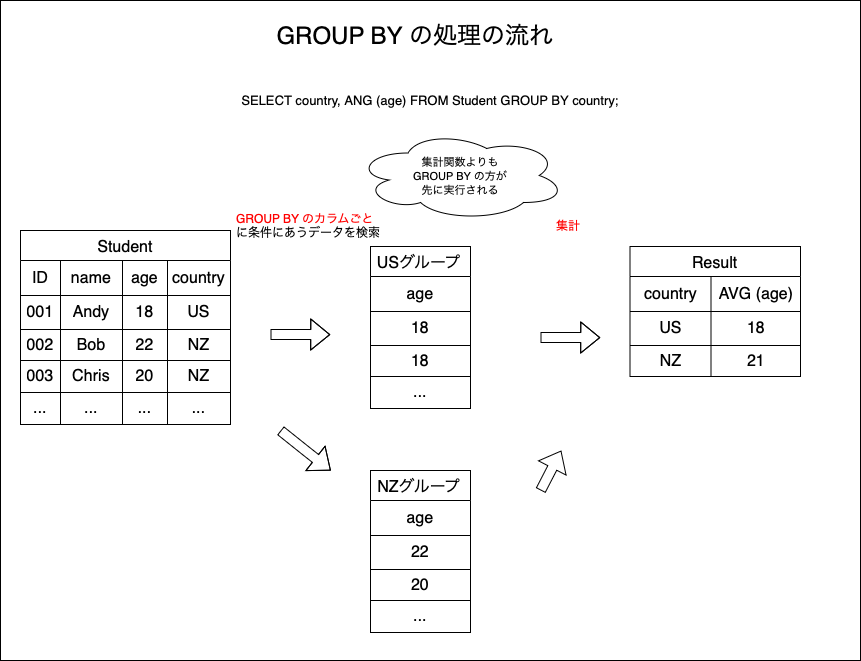 GROUP BY の処理の流れ
SELECT country, ANG (age) FROM Student GROUP BY country;
集計関数よりも
GROUP BY の方が
先に実行される
GROUP BY のカラムごと
に条件にあうデータを検索
集計
Student
ID name age country
001 Andy 18 US
002 Bob 22 NZ
003 Chris 20 NZ
... ... ... ...
USグループ
age
18
18
...
NZグループ
age
22
20
...
Result
country AVG (age)
US 18
NZ 21